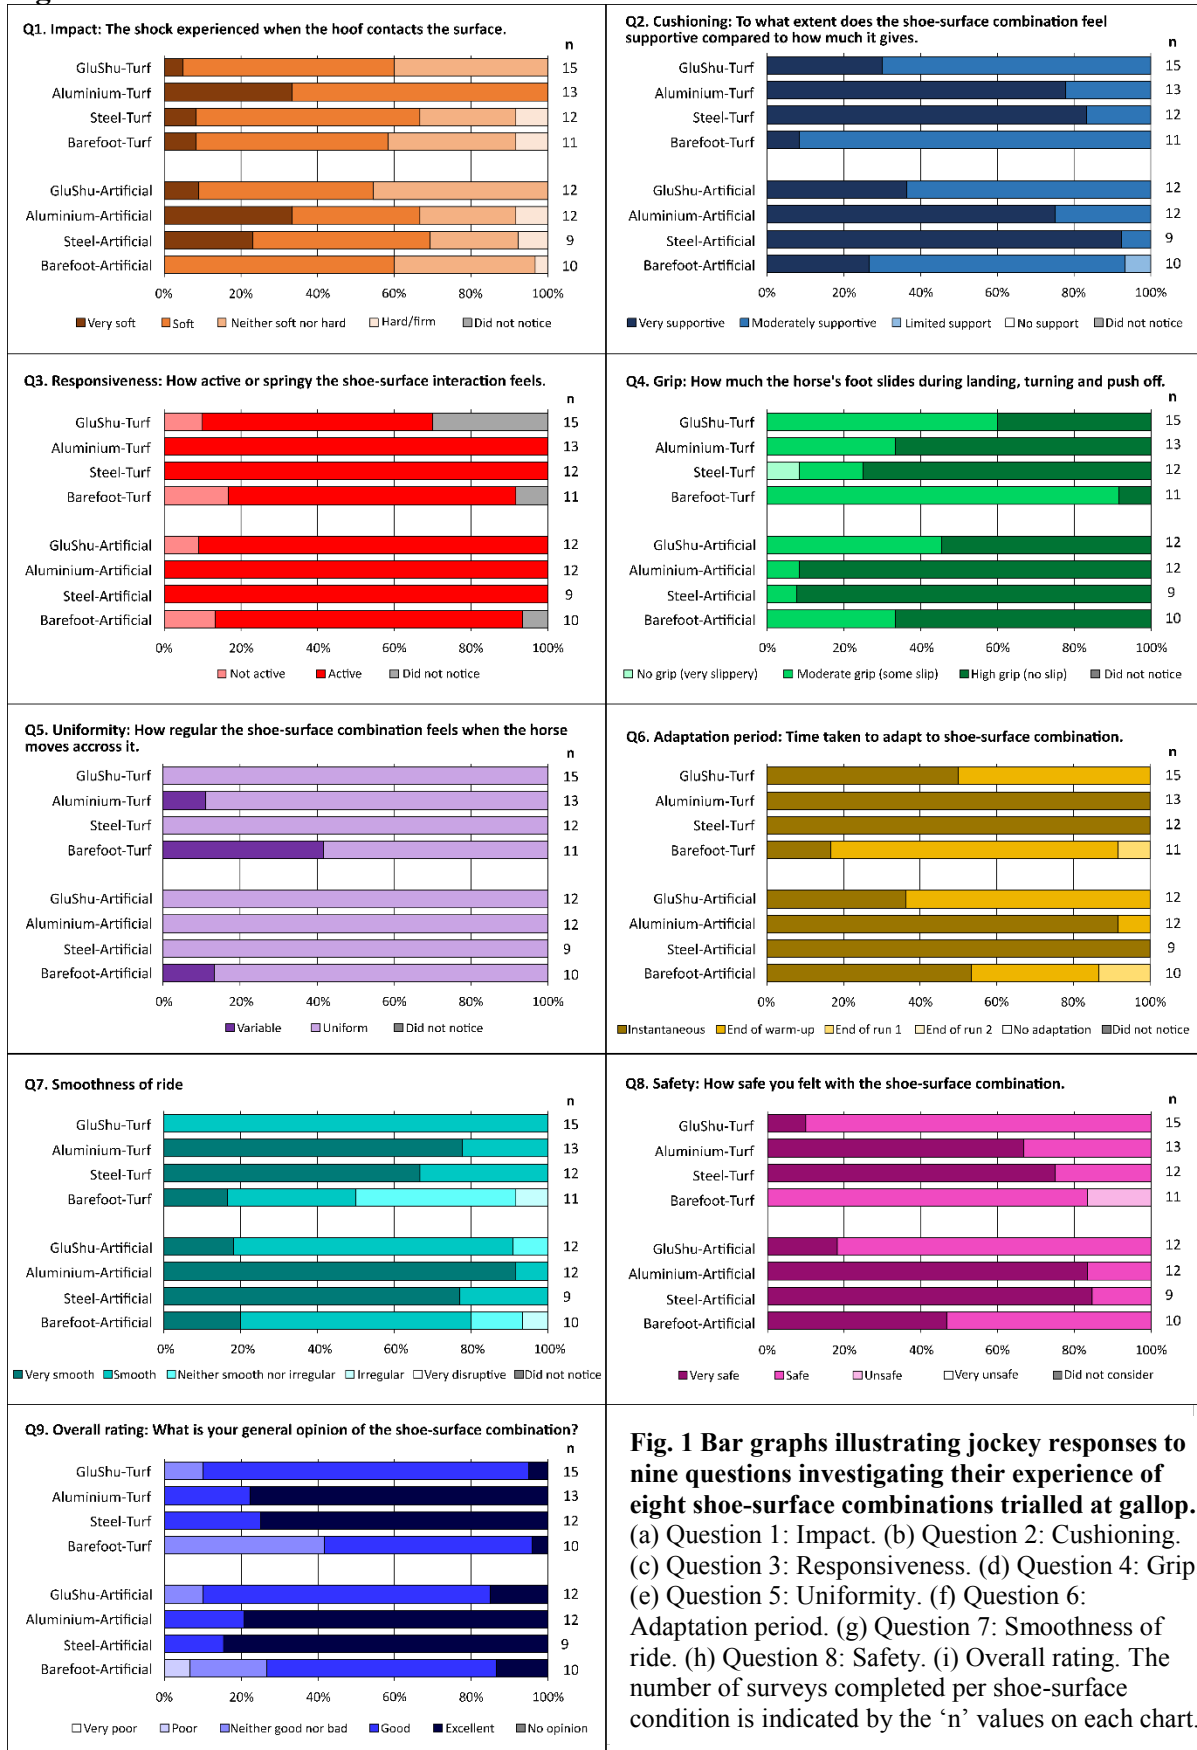 Q1. Impact: The shock experienced when the hoof contacts the surface.
n
GluShu-Turf 15
Aluminium-Turf 13
Steel-Turf 12
Barefoot-Turf 11
GluShu-Artificial 12
Aluminium-Artificial 12
Steel-Artificial 9
Barefoot-Artificial 10
0% 20% 40% 60% 80% 100%
Very soft Soft Neither soft nor hard Hard/firm Did not notice
Q2. Cushioning: To what extent does the shoe-surface combination feel
supportive compared to how much it gives.
n
GluShu-Turf 15
Aluminium-Turf 13
Steel-Turf 12
Barefoot-Turf 11
GluShu-Artificial 12
Aluminium-Artificial 12
Steel-Artificial 9
Barefoot-Artificial 10
0% 20% 40% 60% 80% 100%
Very supportive Moderately supportive Limited support No support Did not notice
Q3. Responsiveness: How active or springy the shoe-surface interaction feels.
n
GluShu-Turf 15
Aluminium-Turf 13
Steel-Turf 12
Barefoot-Turf 11
GluShu-Artificial 12
Aluminium-Artificial 12
Steel-Artificial 9
Barefoot-Artificial 10
0% 20% 40% 60% 80% 100%
Not active Active Did not notice
Q4. Grip: How much the horse's foot slides during landing, turning and push off.
n
GluShu-Turf 15
Aluminium-Turf 13
Steel-Turf 12
Barefoot-Turf 11
GluShu-Artificial 12
Aluminium-Artificial 12
Steel-Artificial 9
Barefoot-Artificial 10
0% 20% 40% 60% 80% 100%
No grip (very slippery) Moderate grip (some slip) High grip (no slip) Did not notice
Q5. Uniformity: How regular the shoe-surface combination feels when the horse
moves accross it.
n
GluShu-Turf 15
Aluminium-Turf 13
Steel-Turf 12
Barefoot-Turf 11
GluShu-Artificial 12
Aluminium-Artificial 12
Steel-Artificial 9
Barefoot-Artificial 10
0% 20% 40% 60% 80% 100%
Variable Uniform Did not notice
Q6. Adaptation period: Time taken to adapt to shoe-surface combination.
n
GluShu-Turf 15
Aluminium-Turf 13
Steel-Turf 12
Barefoot-Turf 11
GluShu-Artificial 12
Aluminium-Artificial 12
Steel-Artificial 9
Barefoot-Artificial 10
0% 20% 40% 60% 80% 100%
Instantaneous End of warm-up End of run 1 End of run 2 No adaptation Did not notice
Q7. Smoothness of ride
n
GluShu-Turf 15
Aluminium-Turf 13
Steel-Turf 12
Barefoot-Turf 11
GluShu-Artificial 12
Aluminium-Artificial 12
Steel-Artificial 9
Barefoot-Artificial 10
0% 20% 40% 60% 80% 100%
Very smooth Smooth Neither smooth nor irregular Irregular Very disruptive Did not notice
Q8. Safety: How safe you felt with the shoe-surface combination.
n
GluShu-Turf 15
Aluminium-Turf 13
Steel-Turf 12
Barefoot-Turf 11
GluShu-Artificial 12
Aluminium-Artificial 12
Steel-Artificial 9
Barefoot-Artificial 10
0% 20% 40% 60% 80% 100%
Very safe Safe Unsafe Very unsafe Did not consider
Q9. Overall rating: What is your general opinion of the shoe-surface combination?
n
GluShu-Turf 15
Aluminium-Turf 13
Steel-Turf 12
Barefoot-Turf 10
GluShu-Artificial 12
Aluminium-Artificial 12
Steel-Artificial 9
Barefoot-Artificial 10
0% 20% 40% 60% 80% 100%
Very poor Poor Neither good nor bad Good Excellent No opinion
Fig. 1 Bar graphs illustrating jockey responses to
nine questions investigating their experience of
eight shoe-surface combinations trialled at gallop.
(a) Question 1: Impact. (b) Question 2: Cushioning.
(c) Question 3: Responsiveness. (d) Question 4: Grip
(e) Question 5: Uniformity. (f) Question 6:
Adaptation period. (g) Question 7: Smoothness of
ride. (h) Question 8: Safety. (i) Overall rating. The
number of surveys completed per shoe-surface
condition is indicated by the ‘n’ values on each chart.